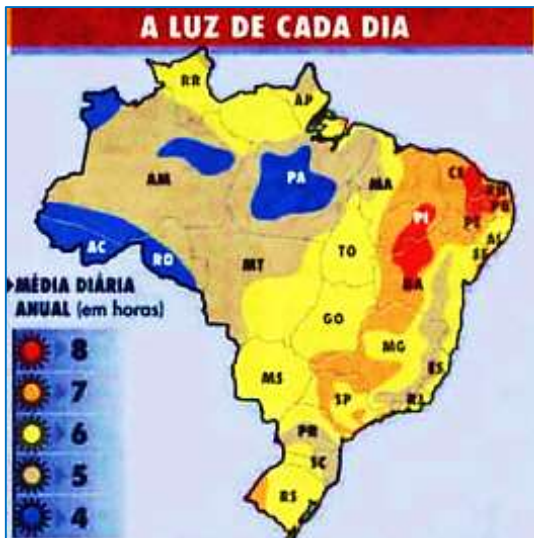 A LUZ DE CADA DIA
RR
AP
AM
PA
MA
CE
RN
PB
PI
PE
AL
SE
AC
RO
TO
MT
BA
GO
MG
ES
MS
SP
RJ
PR
SC
RS
MÉDIA DIÁRIA
ANUAL (em horas)
8
7
6
5
4